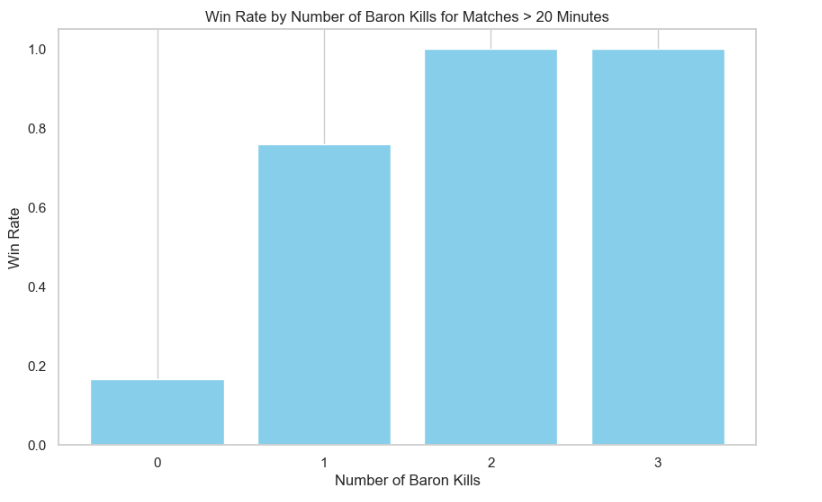 Win Rate by Number of Baron Kills for Matches > 20 Minutes
1.0
0.8
0.6
0.4
0.2
0.0
Win Rate
0 1 2 3
Number of Baron Kills